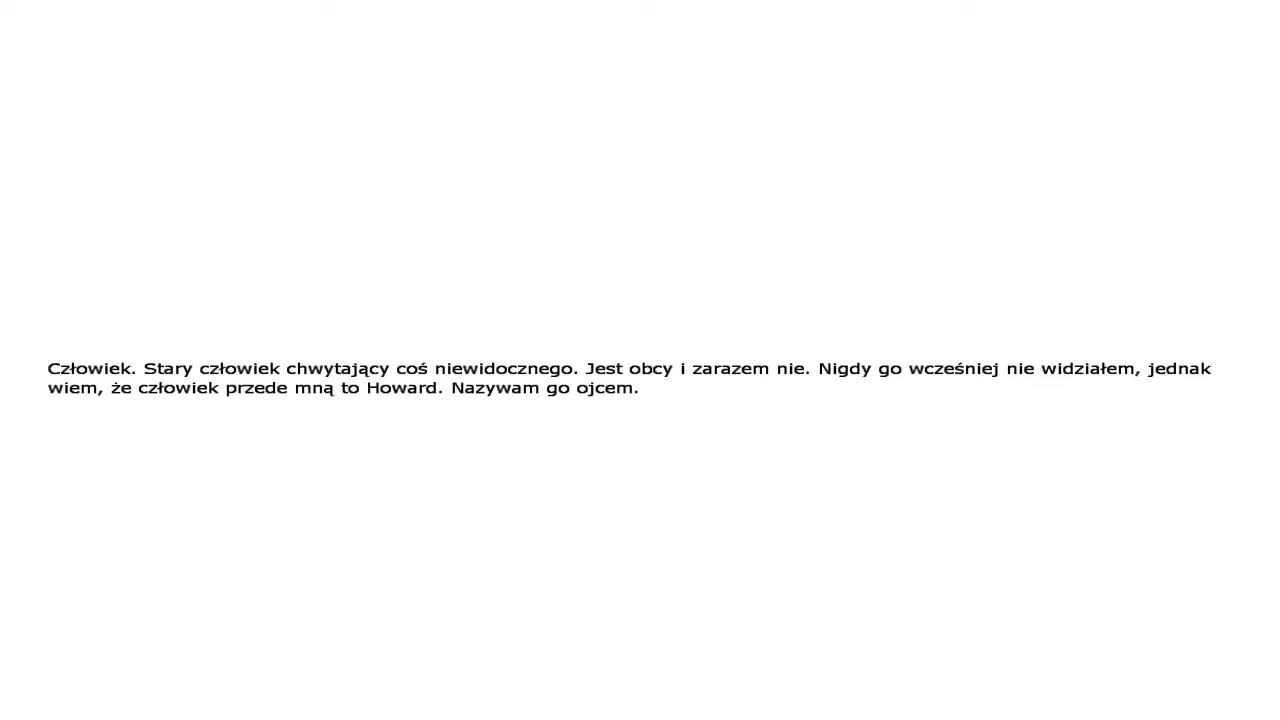 Człowiek. Stary człowiek chwytający coś niewidocznego. Jest obcy i zarazem nie. Nigdy go wcześniej nie widziałem, jednak
wiem, że człowiek przede mną to Howard. Nazywam go ojcem.